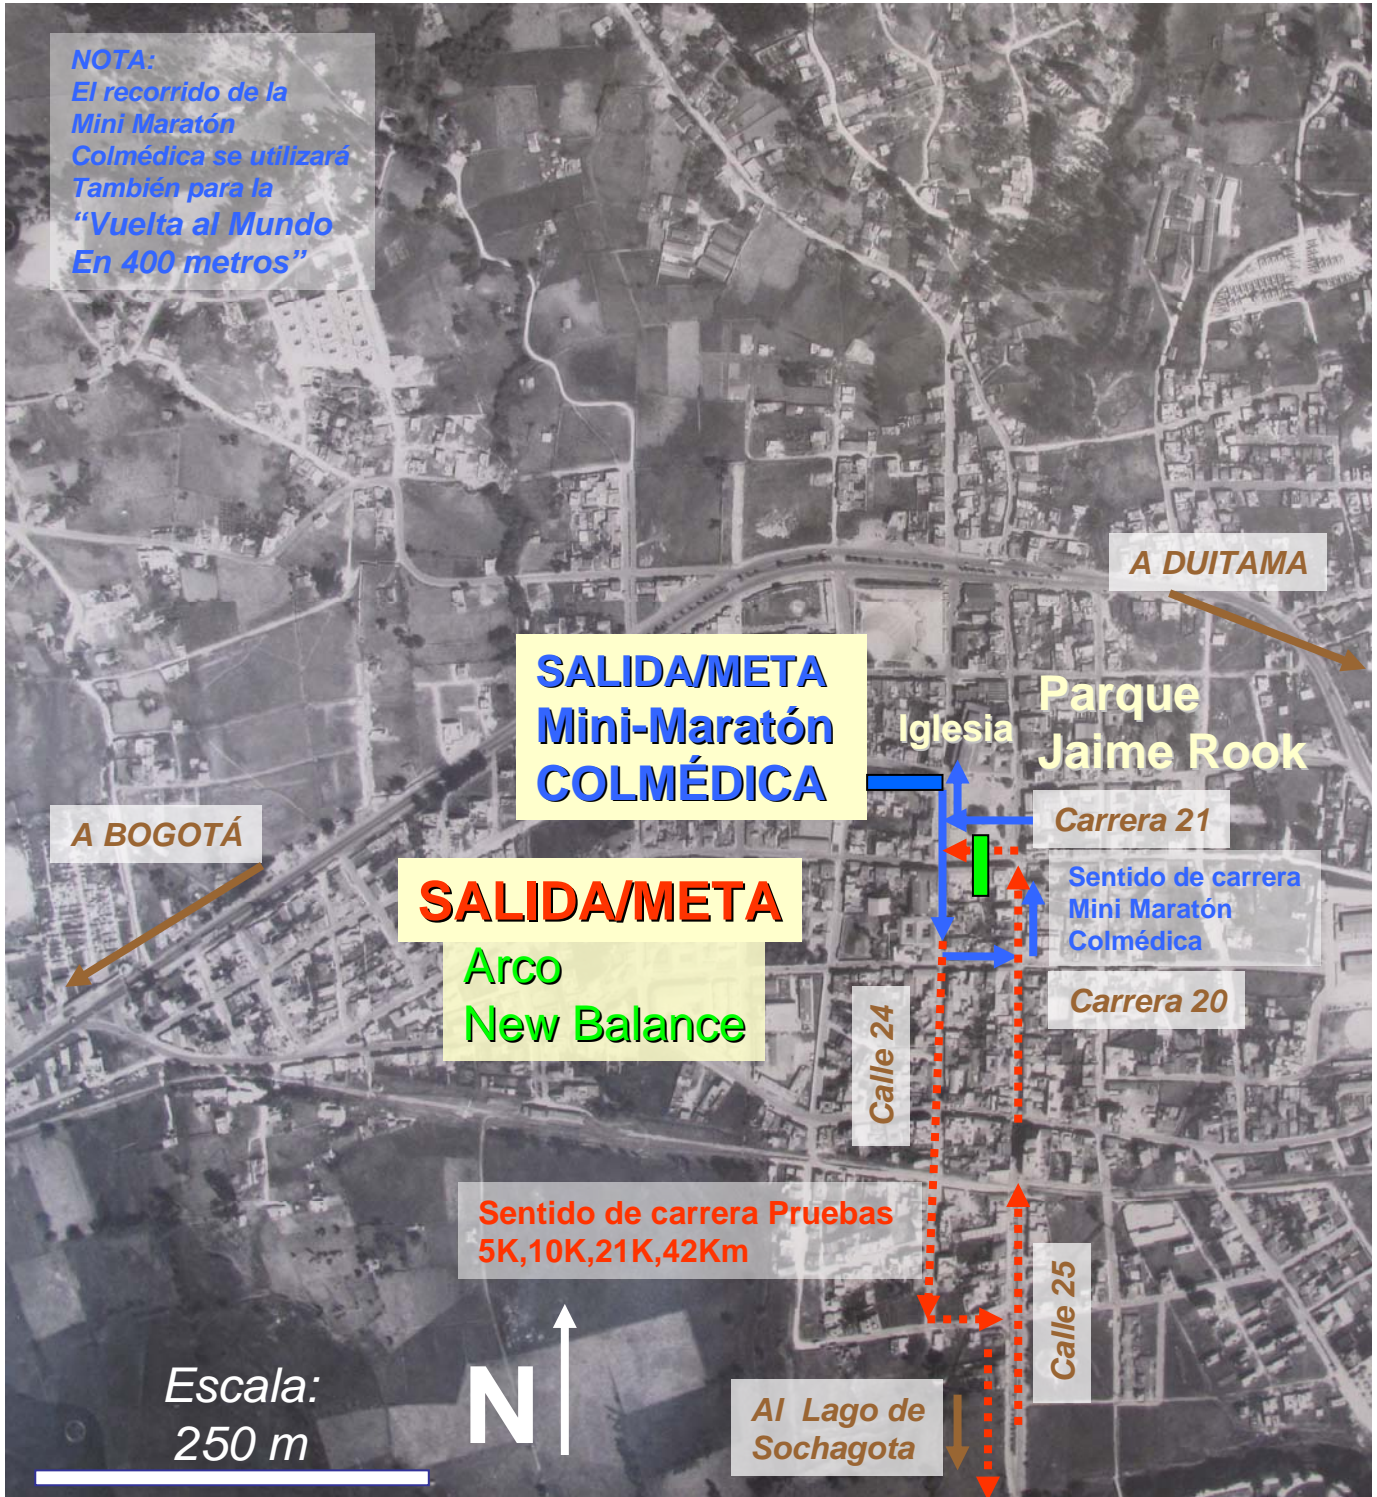 NOTA:
El recorrido de la
Mini Maratón
Colmédica se utilizará
También para la
“Vuelta al Mundo
En 400 metros”
A DUITAMA
SALIDA/META
Mini-Maratón
COLMÉDICA
Iglesia
Parque
Jaime Rook
A BOGOTÁ
Carrera 21
SALIDA/META
Arco
New Balance
Sentido de carrera
Mini Maratón
Colmédica
Carrera 20
Calle 24
Sentido de carrera Pruebas
5K,10K,21K,42Km
Calle 25
N
Escala:
250 m
Al Lago de
Sochagota